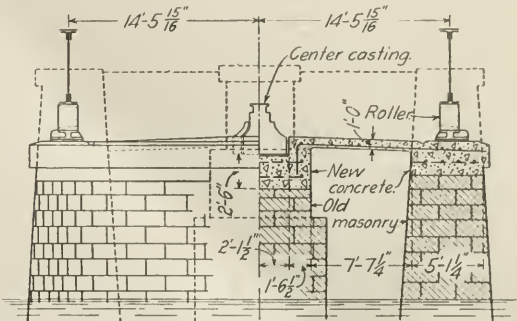 14'-5 15/16"
14'-5 15/16"
Center casting.
1'-0"
Roller
New
concrete.
Old
masonry
2'-6"
2'-1 1/2"
7'-7 1/4"
5'-1 1/4"
1'-6 1/2"